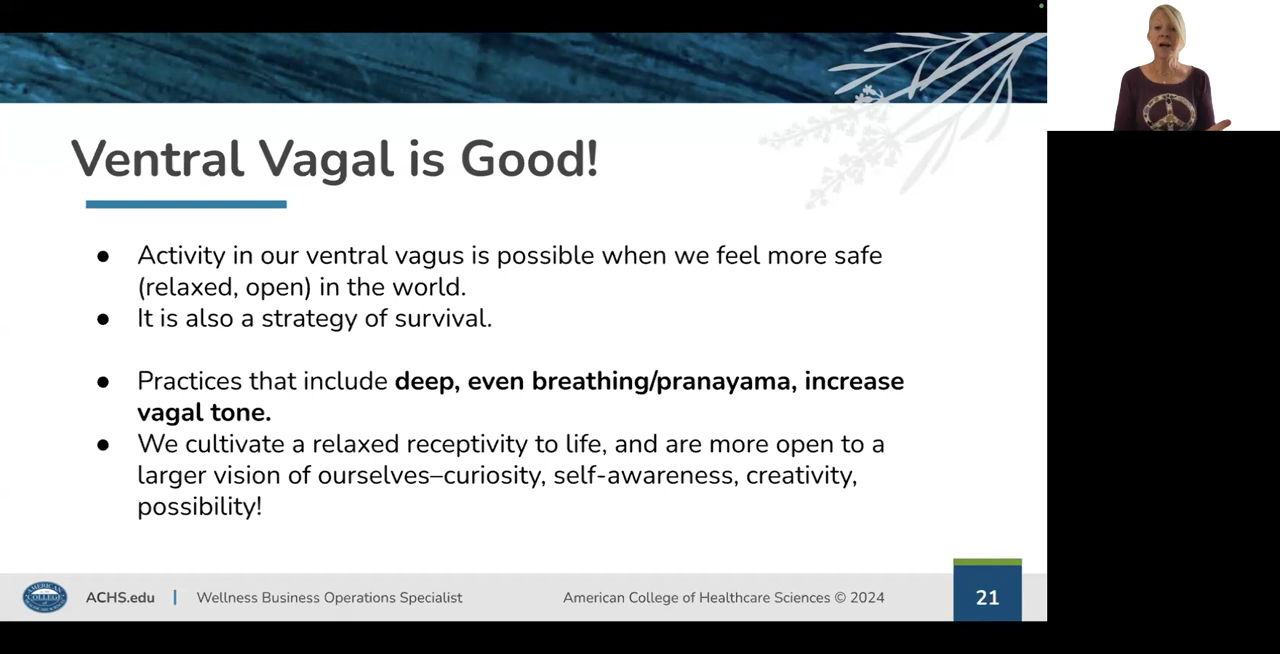 Ventral Vagal is Good!
● Activity in our ventral vagus is possible when we feel more safe
(relaxed, open) in the world.
● It is also a strategy of survival.
● Practices that include deep, even breathing/pranayama, increase
vagal tone.
● We cultivate a relaxed receptivity to life, and are more open to a
larger vision of ourselves–curiosity, self-awareness, creativity,
possibility!
ACHS.edu | Wellness Business Operations Specialist American College of Healthcare Sciences © 2024 21